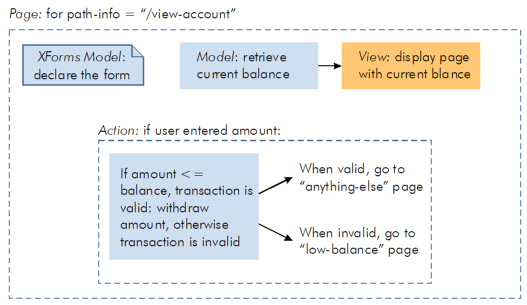 Page: for path-info = “/view-account”
XForms Model:
declare the form
Model: retrieve
current balance
View: display page
with current blance
Action: if user entered amount:
If amount <=
balance, transaction is
valid: withdraw
amount, otherwise
transaction is invalid
When valid, go to
“anything-else” page
When invalid, go to
“low-balance” page